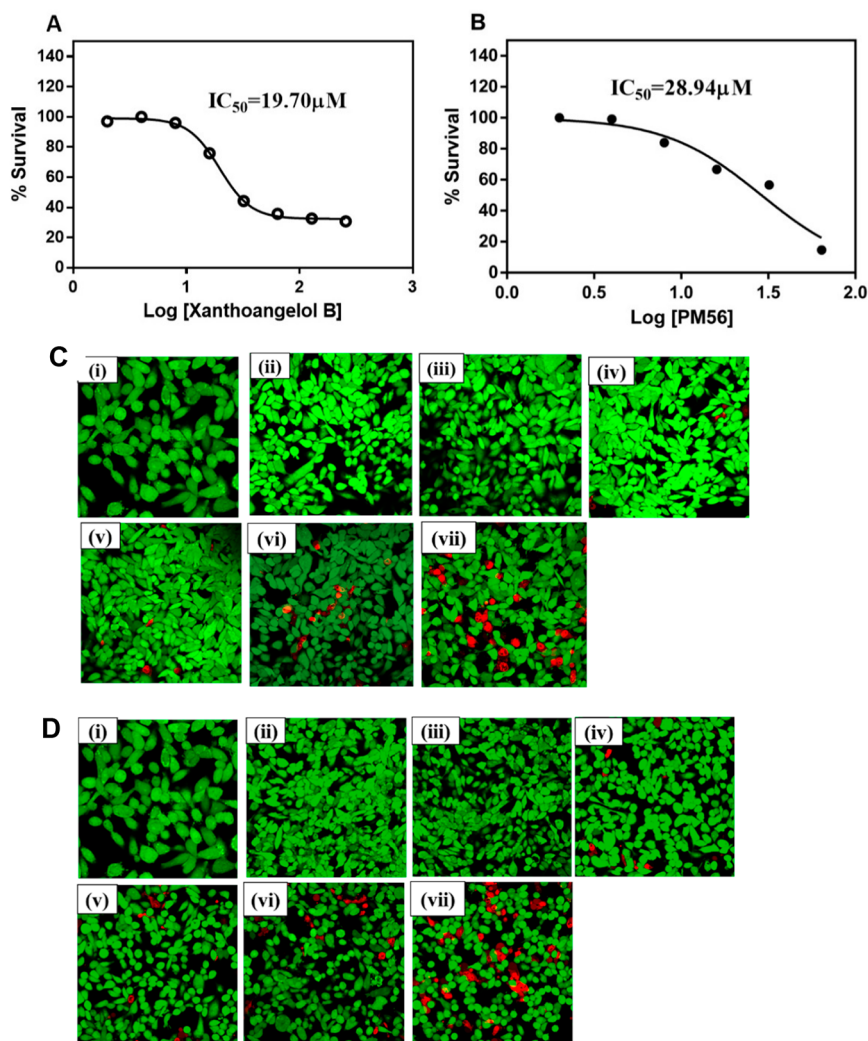 A
140
120
100
80
60
40
20
0
% Survival
IC50=19.70μM
0
1
2
3
Log [Xanthoangelol B]
B
140
120
100
80
60
40
20
0
% Survival
IC50=28.94μM
0.0
0.5
1.0
1.5
2.0
Log [PM56]
C
(i)
(ii)
(iii)
(iv)
(v)
(vi)
(vii)
D
(i)
(ii)
(iii)
(iv)
(v)
(vi)
(vii)